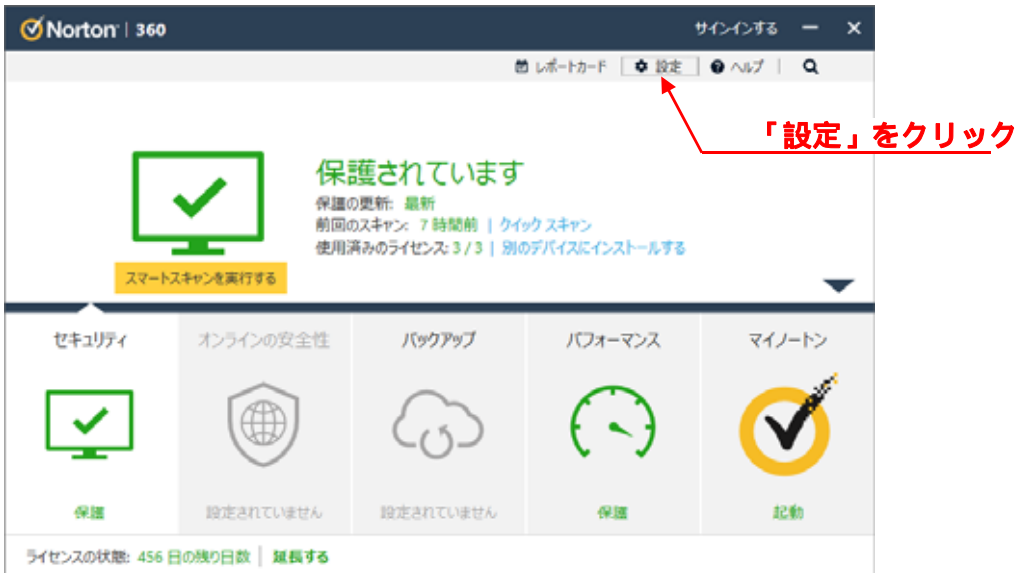 Norton | 360 サインインする
レポートカード 設定 ヘルプ
「設定」をクリック
保護されています
保護の更新: 最新
前回のスキャン: 7 時間前 | クイック スキャン
使用済みのライセンス: 3 / 3 | 別のデバイスにインストールする
スマートスキャンを実行する
セキュリティ オンラインの安全性 バックアップ パフォーマンス マイノートン
保護 設定されていません 設定されていません 保護 起動
ライセンスの状態: 456 日の残り日数 | 延長する